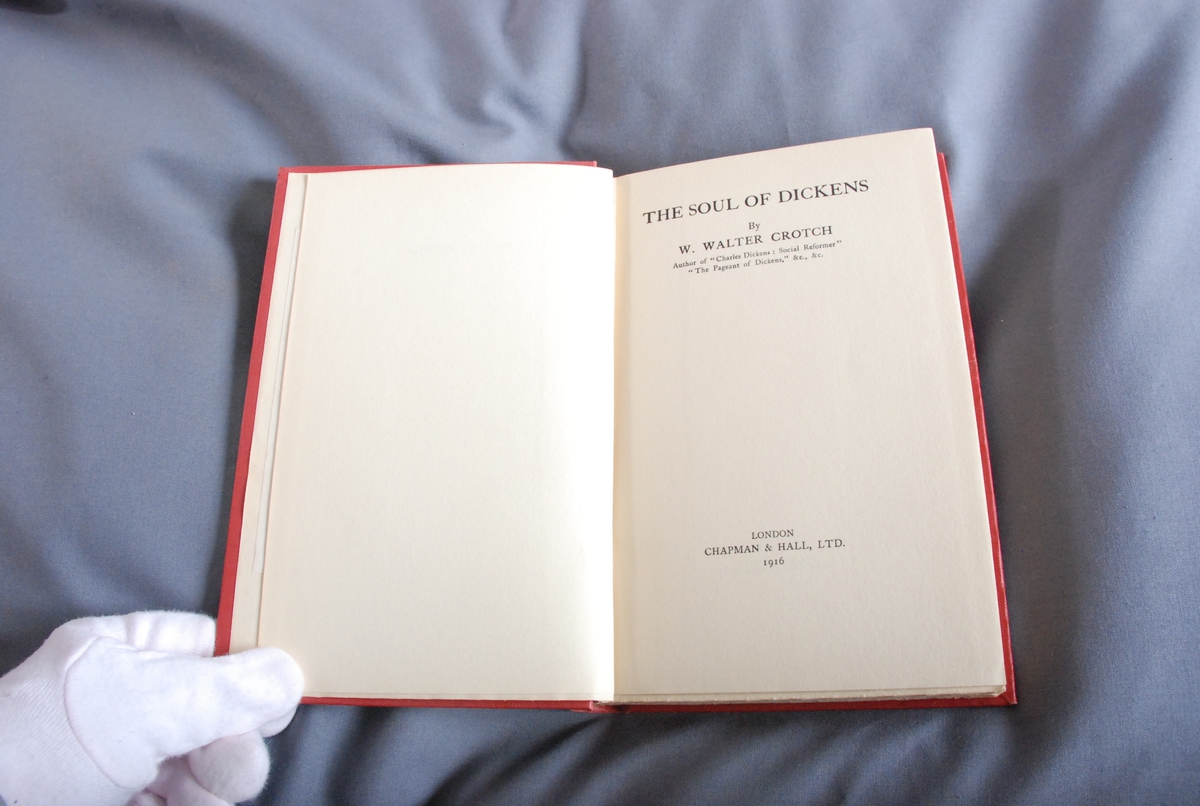 THE SOUL OF DICKENS
By
W. WALTER CROTCH
Author of "Charles Dickens: Social Reformer"
"The Pageant of Dickens," &c., &c.
LONDON
CHAPMAN & HALL, LTD.
1916